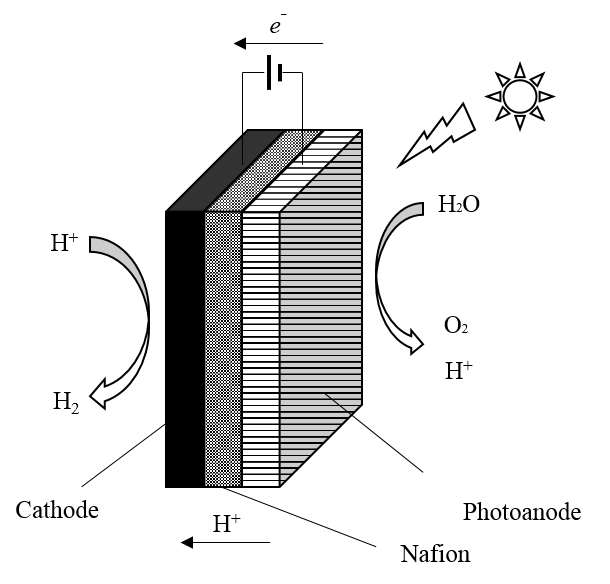 e⁻
H₂O
H⁺
O₂
H⁺
H₂
Cathode
Photoanode
H⁺
Nafion